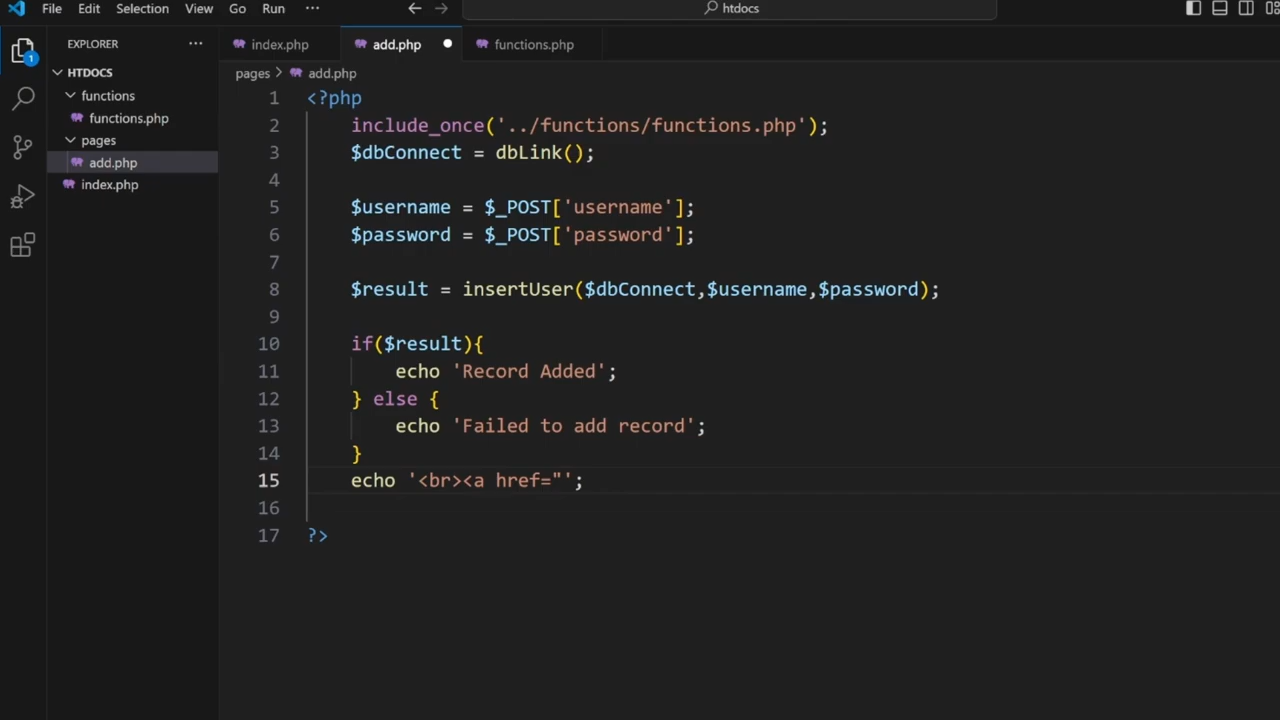 File Edit Selection View Go Run ··· htdocs
EXPLORER ···
1
HTDOCS
functions
functions.php
pages
add.php
index.php
index.php add.php functions.php
pages > add.php
1 <?php
2 include_once('../functions/functions.php');
3 $dbConnect = dbLink();
4
5 $username = $_POST['username'];
6 $password = $_POST['password'];
7
8 $result = insertUser($dbConnect,$username,$password);
9
10 if($result){
11 echo 'Record Added';
12 } else {
13 echo 'Failed to add record';
14 }
15 echo '<br><a href="';
16
17 ?>